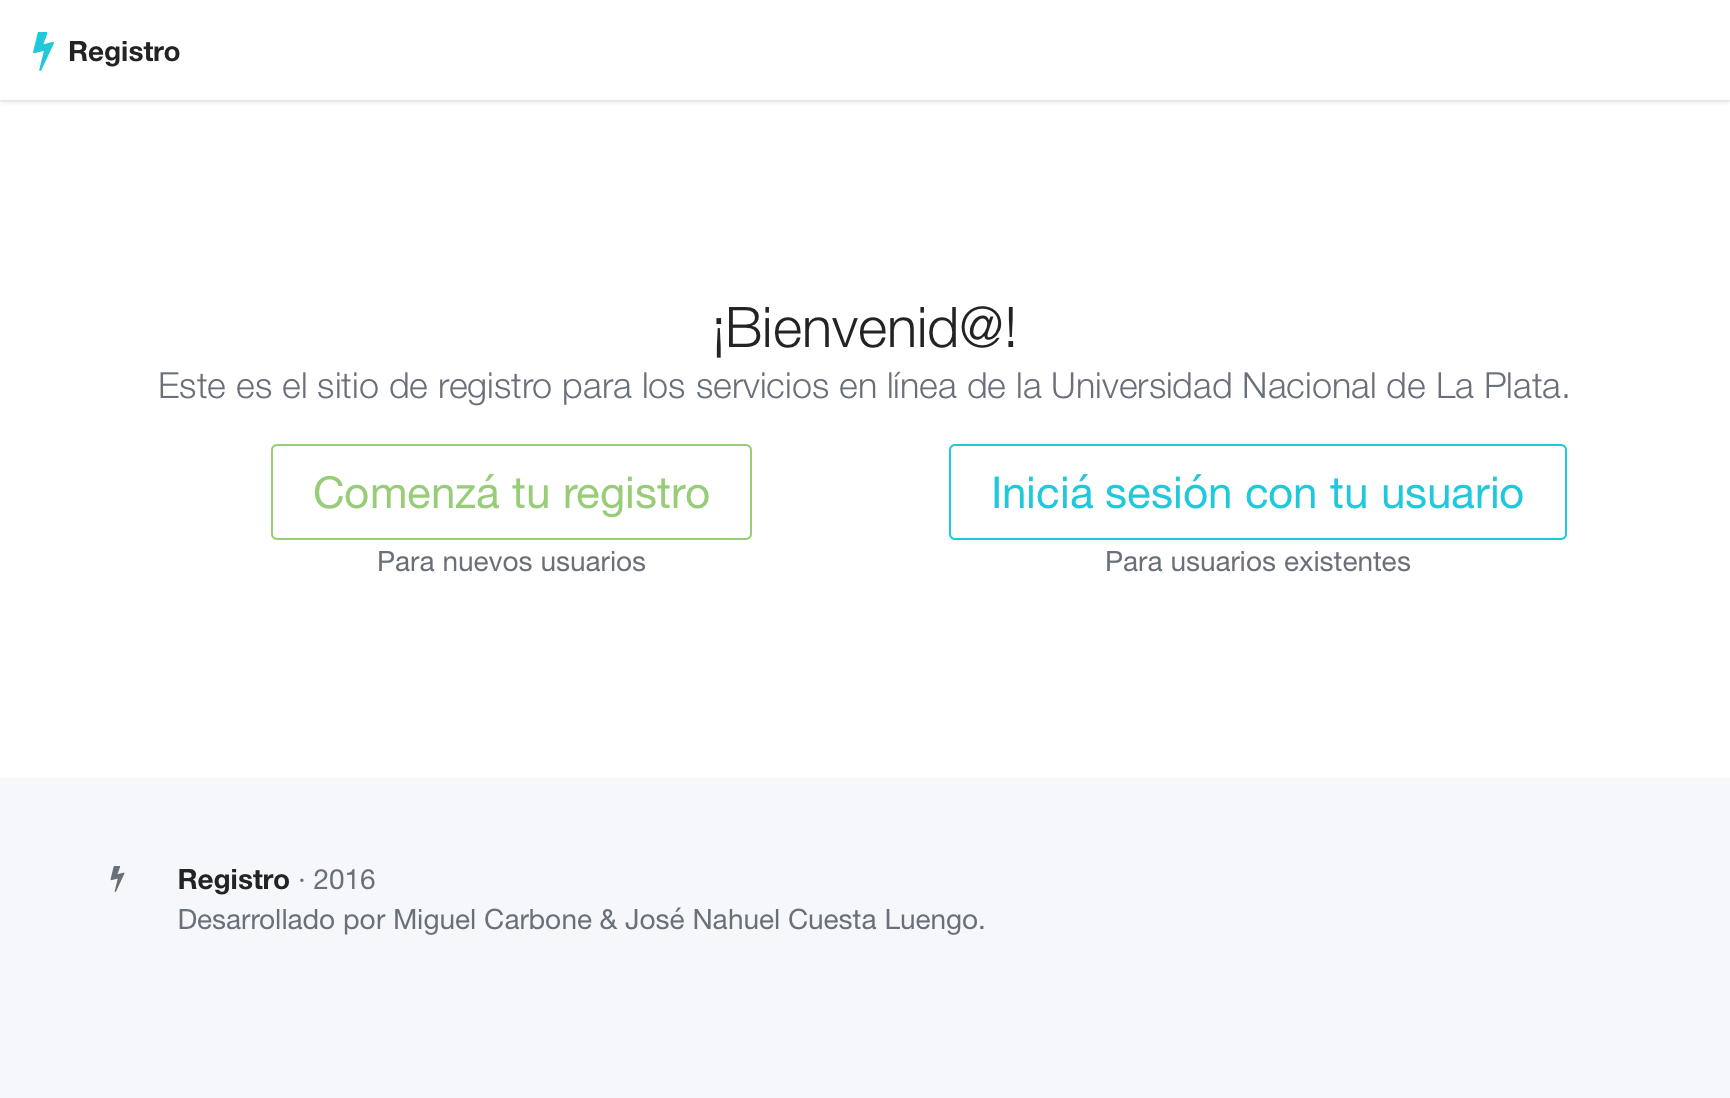 Registro
¡Bienvenid@!
Este es el sitio de registro para los servicios en línea de la Universidad Nacional de La Plata.
Comenzá tu registro
Para nuevos usuarios
Iniciá sesión con tu usuario
Para usuarios existentes
Registro · 2016
Desarrollado por Miguel Carbone & José Nahuel Cuesta Luengo.